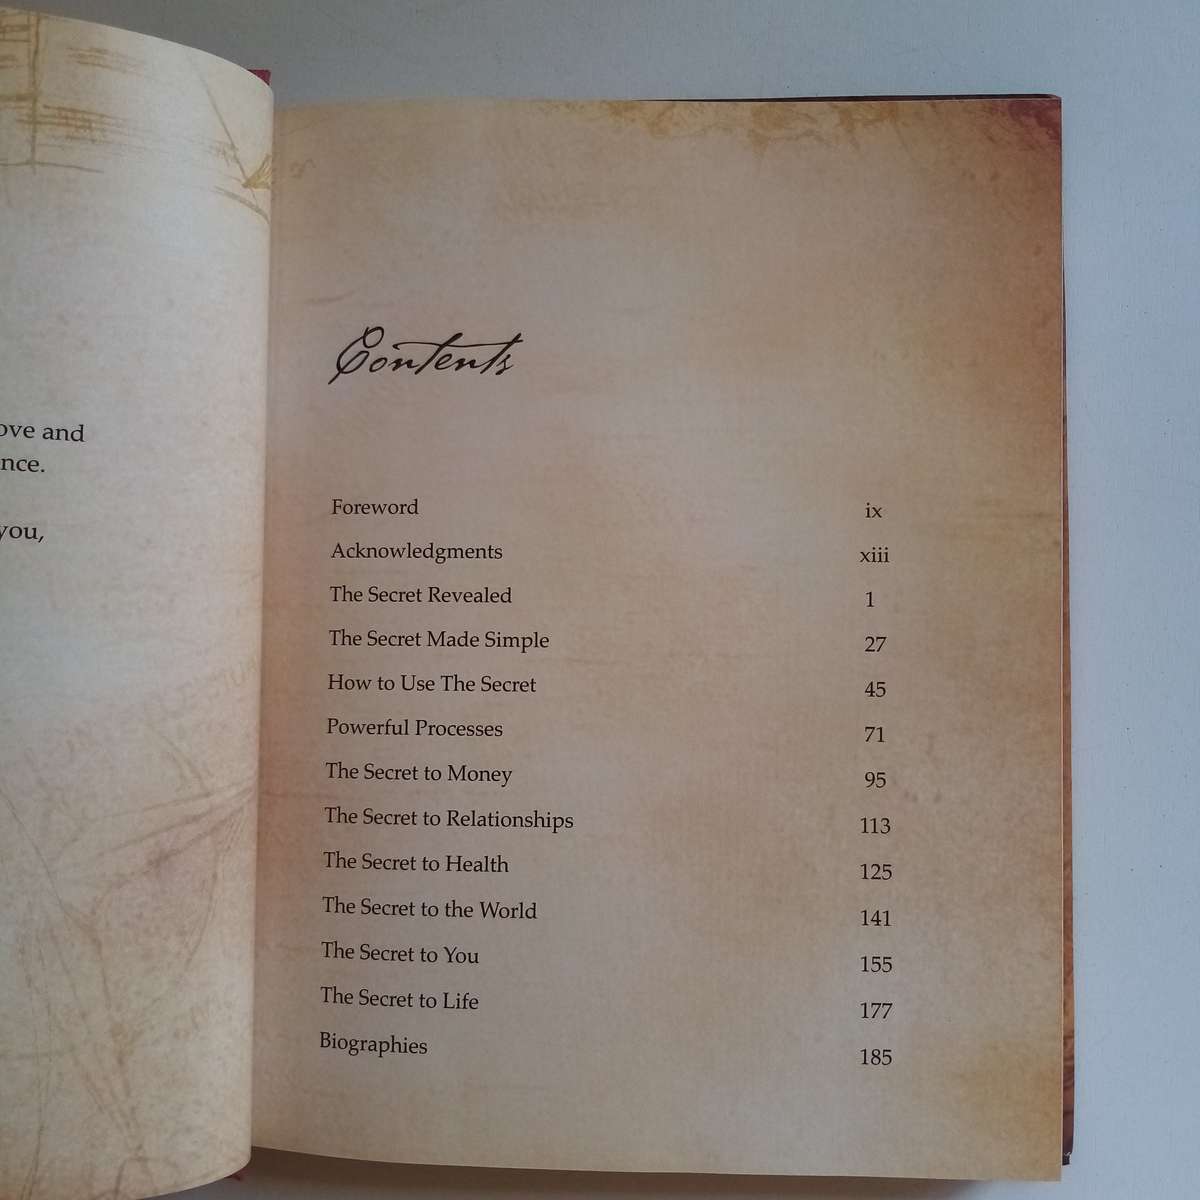 ove and
nce.
you,
Contents
Foreword ix
Acknowledgments xiii
The Secret Revealed 1
The Secret Made Simple 27
How to Use The Secret 45
Powerful Processes 71
The Secret to Money 95
The Secret to Relationships 113
The Secret to Health 125
The Secret to the World 141
The Secret to You 155
The Secret to Life 177
Biographies 185